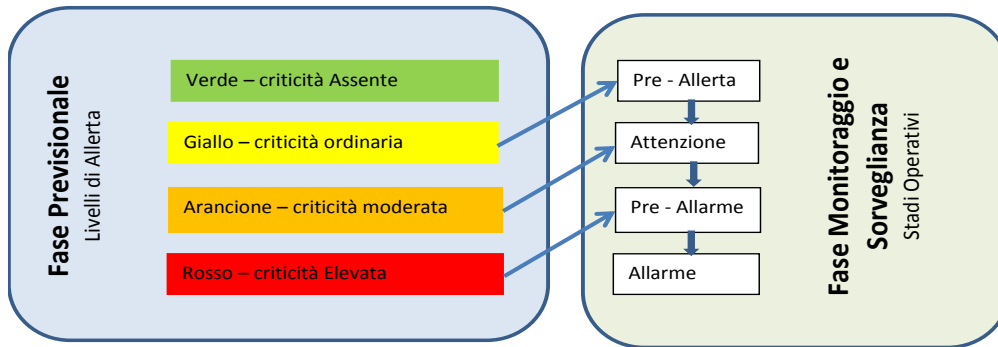 Fase Previsionale
Livelli di Allerta
Verde – criticità Assente
Giallo – criticità ordinaria
Arancione – criticità moderata
Rosso – criticità Elevata
Pre - Allerta
Attenzione
Pre - Allarme
Allarme
Fase Monitoraggio e
Sorveglianza
Stadi Operativi